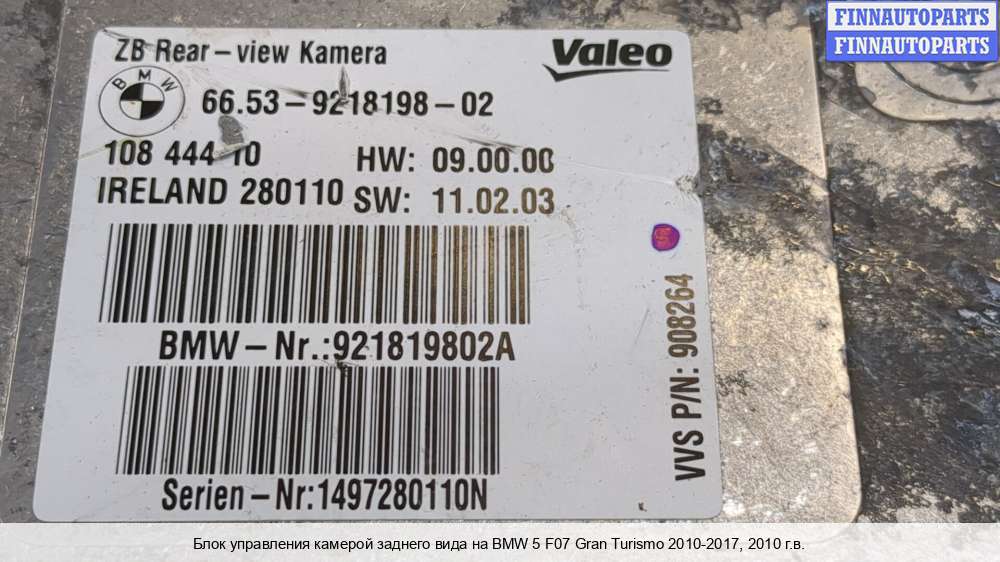 FINNAUTOPARTS
FINNAUTOPARTS
ZB Rear-view Kamera
Valeo
BMW
66.53-9218198-02
108 444 10
HW: 09.00.00
IRELAND 280110
SW: 11.02.03
BMW-Nr.:921819802A
VVS P/N: 908264
Serien-Nr:1497280110N
Блок управления камерой заднего вида на BMW 5 F07 Gran Turismo 2010-2017, 2010 г.в.